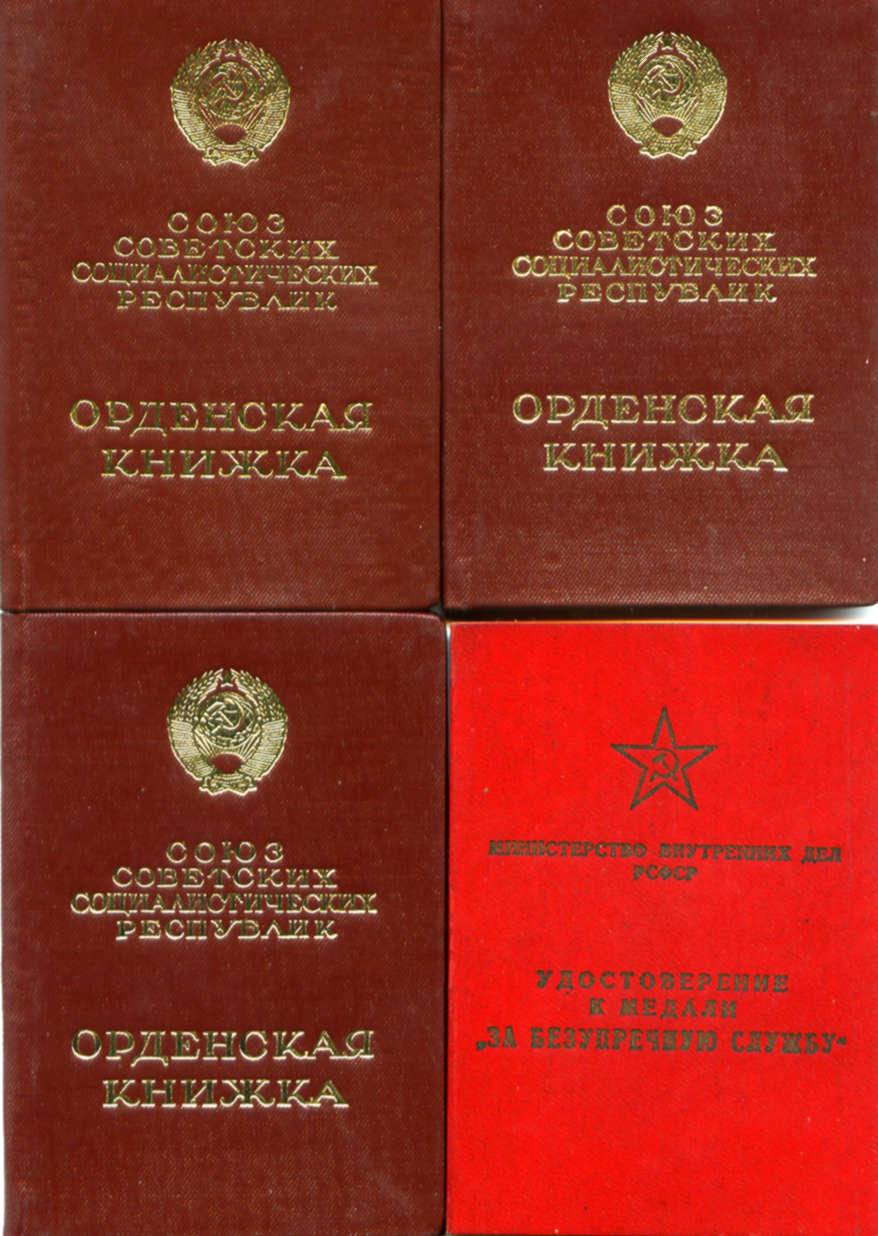 СОЮЗ
СОВЕТСКИХ
СОЦИАЛИСТИЧЕСКИХ
РЕСПУБЛИК
ОРДЕНСКАЯ
КНИЖКА
СОЮЗ
СОВЕТСКИХ
СОЦИАЛИСТИЧЕСКИХ
РЕСПУБЛИК
ОРДЕНСКАЯ
КНИЖКА
СОЮЗ
СОВЕТСКИХ
СОЦИАЛИСТИЧЕСКИХ
РЕСПУБЛИК
ОРДЕНСКАЯ
КНИЖКА
МИНИСТЕРСТВО ВНУТРЕННИХ ДЕЛ
РСФСР
УДОСТОВЕРЕНИЕ
К МЕДАЛИ
„ЗА БЕЗУПРЕЧНУЮ СЛУЖБУ“